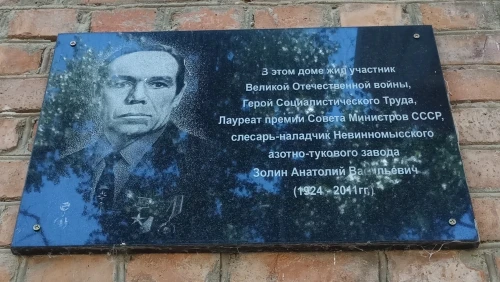 В этом доме жил участник
Великой Отечественной войны,
Герой Социалистического Труда,
Лауреат премии Совета Министров СССР,
слесарь-наладчик Невинномысского
азотно-тукового завода
Золин Анатолий Васильевич
(1924 - 2011гг.)